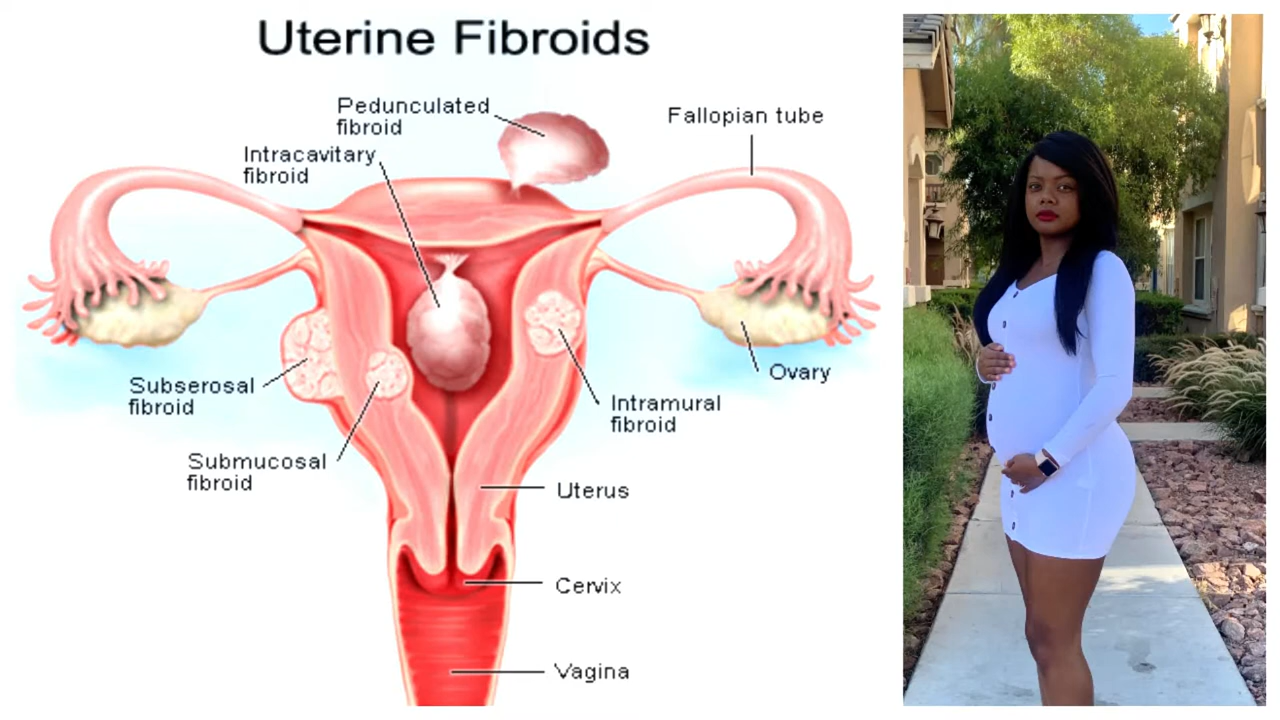 Uterine Fibroids
Pedunculated
fibroid
Fallopian tube
Intracavitary
fibroid
Subserosal
fibroid
Ovary
Intramural
fibroid
Submucosal
fibroid
Uterus
Cervix
Vagina